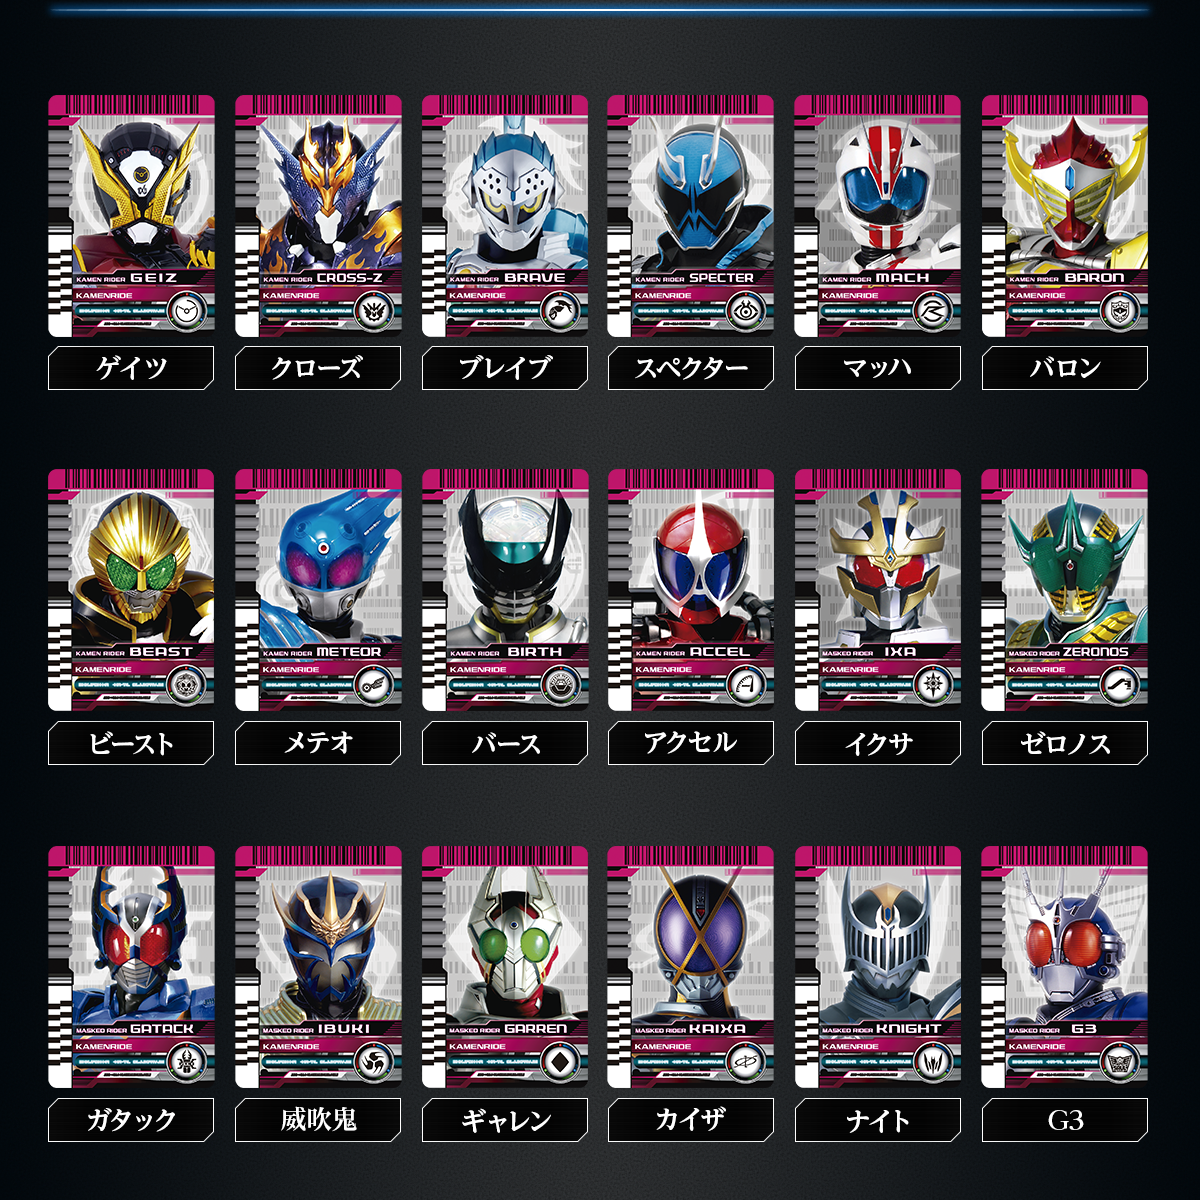 KAMEN RIDER GEIZ
KAMENRIDE
ゲイツ
KAMEN RIDER CROSS-Z
KAMENRIDE
クローズ
KAMEN RIDER BRAVE
KAMENRIDE
ブレイブ
KAMEN RIDER SPECTER
KAMENRIDE
スペクター
KAMEN RIDER MACH
KAMENRIDE
マッハ
KAMEN RIDER BARON
KAMENRIDE
バロン
KAMEN RIDER BEAST
KAMENRIDE
ビースト
KAMEN RIDER METEOR
KAMENRIDE
メテオ
KAMEN RIDER BIRTH
KAMENRIDE
バース
KAMEN RIDER ACCEL
KAMENRIDE
アクセル
MASKED RIDER IXA
KAMENRIDE
イクサ
MASKED RIDER ZERONOS
KAMENRIDE
ゼロノス
MASKED RIDER GATACK
KAMENRIDE
ガタック
MASKED RIDER IBUKI
KAMENRIDE
威吹鬼
MASKED RIDER GARREN
KAMENRIDE
ギャレン
MASKED RIDER KAIXA
KAMENRIDE
カイザ
MASKED RIDER KNIGHT
KAMENRIDE
ナイト
MASKED RIDER G3
KAMENRIDE
G3